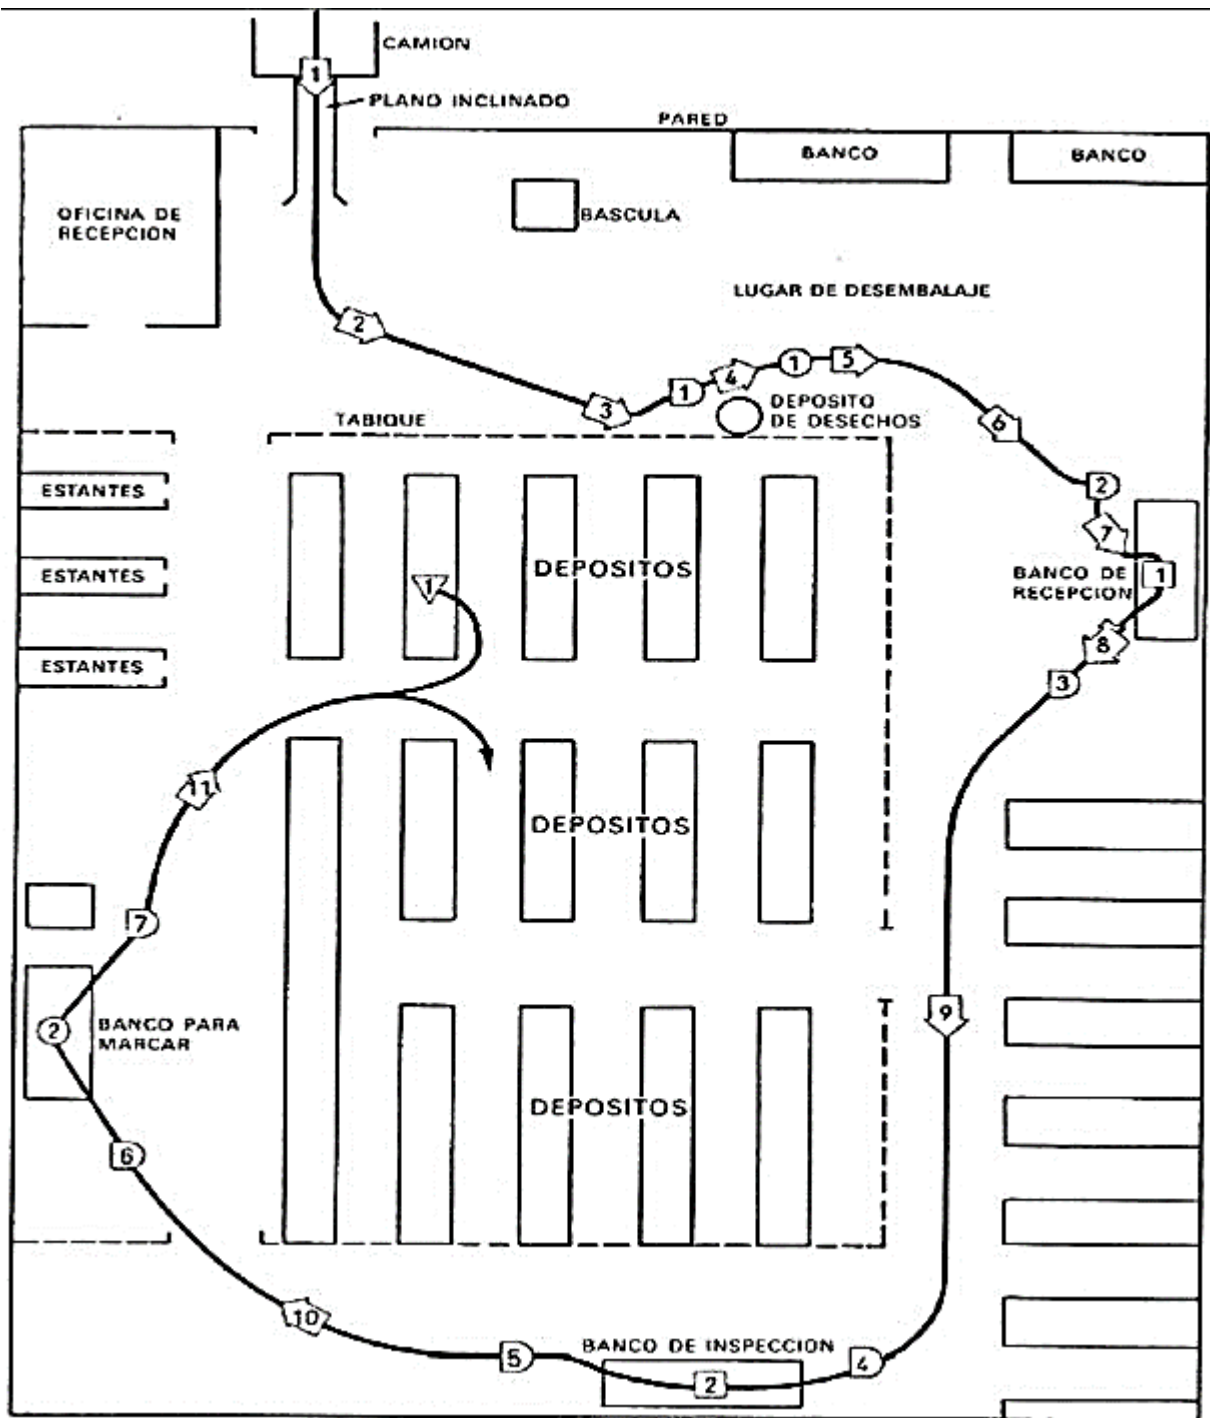 CAMION
1
PLANO INCLINADO
PARED
BANCO
BANCO
OFICINA DE
RECEPCION
BASCULA
LUGAR DE DESEMBALAJE
2
3
1
4
1
5
6
TABIQUE
DEPOSITO
DE DESECHOS
ESTANTES
2
7
DEPOSITOS
ESTANTES
1
1
BANCO DE
RECEPCION
8
ESTANTES
3
11
DEPOSITOS
7
9
2
BANCO PARA
MARCAR
DEPOSITOS
6
10
BANCO DE INSPECCION
5
4
2